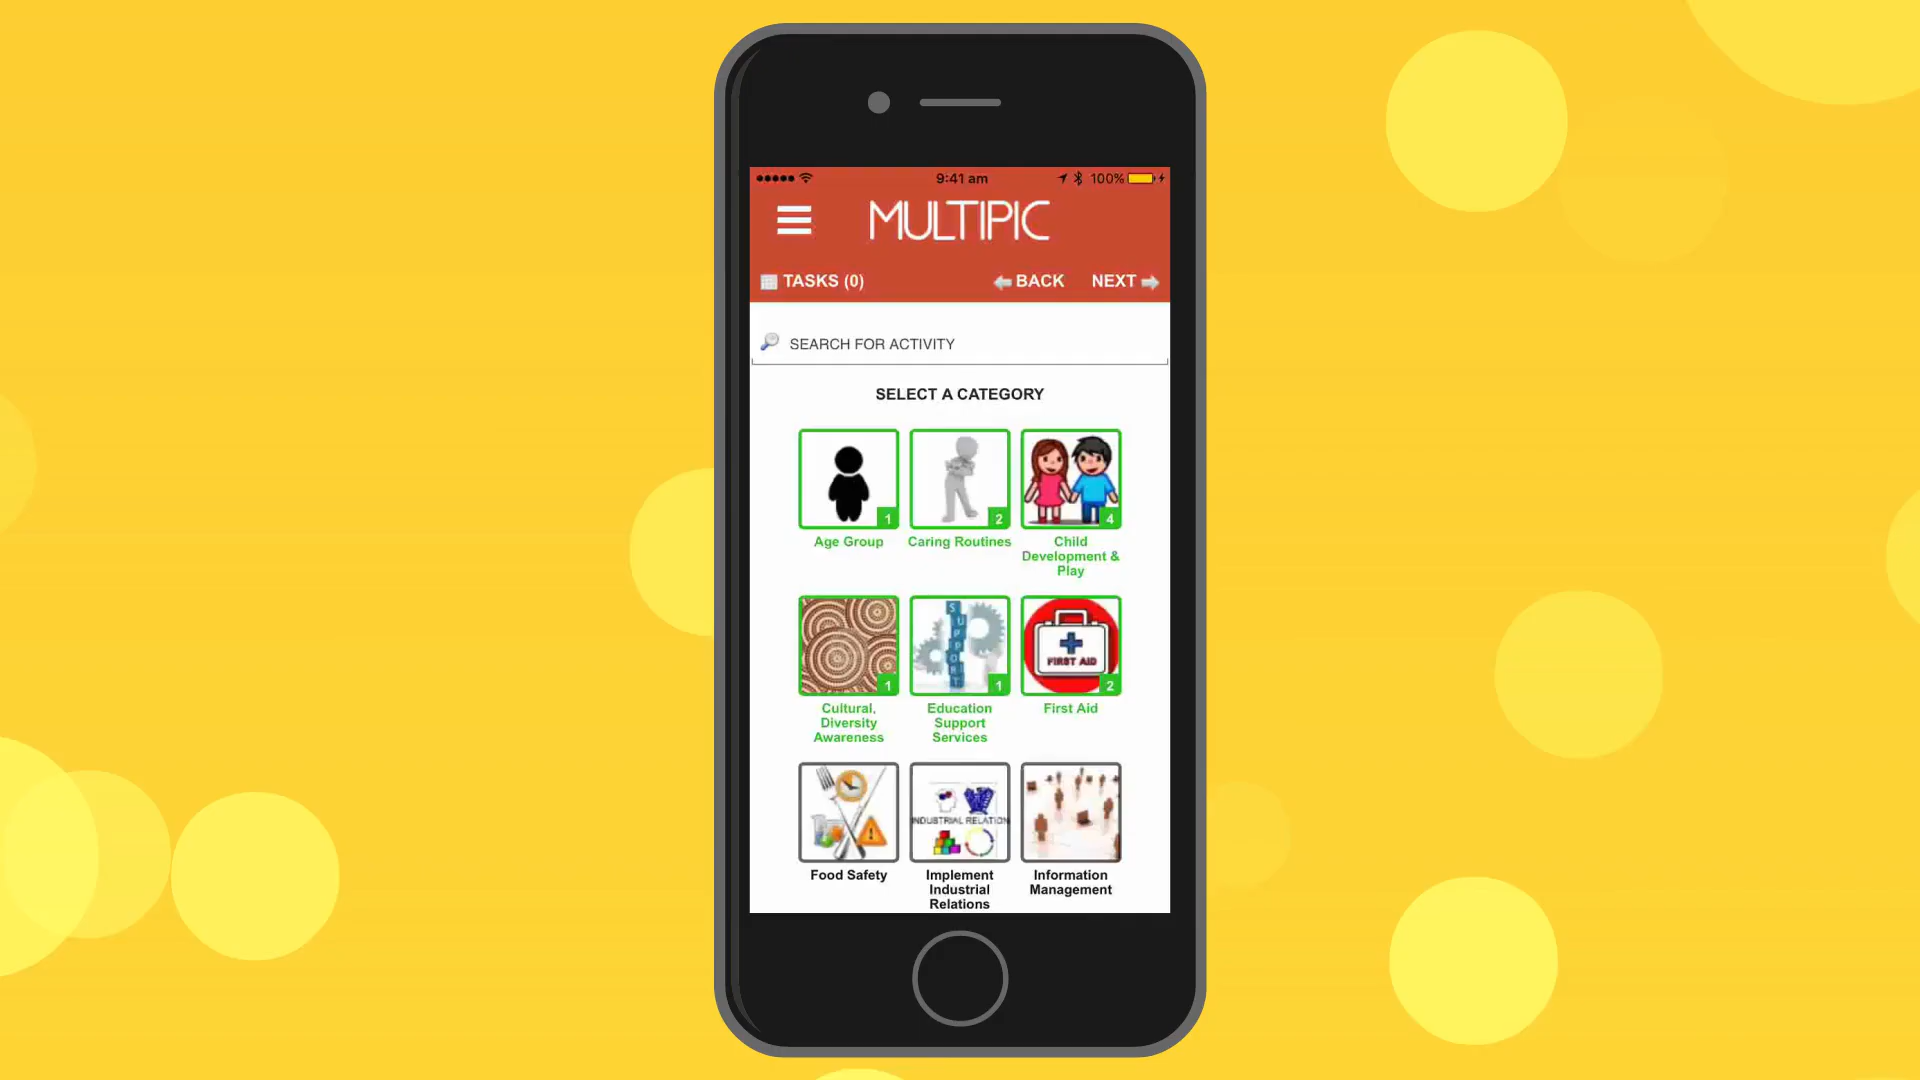 9:41 am
100%
MULTIPIC
TASKS (0)
BACK
NEXT
SEARCH FOR ACTIVITY
SELECT A CATEGORY
1
2
4
Age Group
Caring Routines
Child
Development &
Play
SUPPORT
FIRST AID
1
1
2
Cultural,
Diversity
Awareness
Education
Support
Services
First Aid
INDUSTRIAL RELATION
Food Safety
Implement
Industrial
Relations
Information
Management